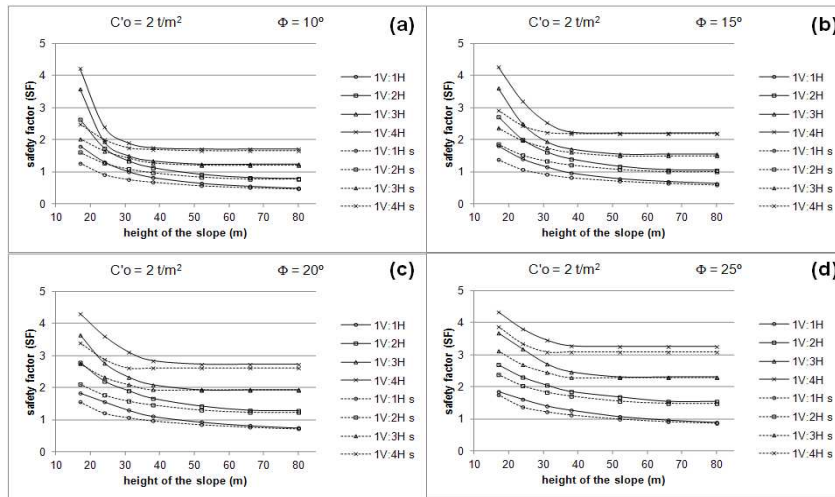 C'o = 2 t/m² Φ = 10º (a)
safety factor (SF)
5
4
3
2
1
0
10 20 30 40 50 60 70 80
height of the slope (m)
1V:1H
1V:2H
1V:3H
1V:4H
1V:1H s
1V:2H s
1V:3H s
1V:4H s
C'o = 2 t/m² Φ = 15º (b)
safety factor (SF)
5
4
3
2
1
0
10 20 30 40 50 60 70 80
height of the slope (m)
1V:1H
1V:2H
1V:3H
1V:4H
1V:1H s
1V:2H s
1V:3H s
1V:4H s
C'o = 2 t/m² Φ = 20º (c)
safety factor (SF)
5
4
3
2
1
0
10 20 30 40 50 60 70 80
height of the slope (m)
1V:1H
1V:2H
1V:3H
1V:4H
1V:1H s
1V:2H s
1V:3H s
1V:4H s
C'o = 2 t/m² Φ = 25º (d)
safety factor (SF)
5
4
3
2
1
0
10 20 30 40 50 60 70 80
height of the slope (m)
1V:1H
1V:2H
1V:3H
1V:4H
1V:1H s
1V:2H s
1V:3H s
1V:4H s